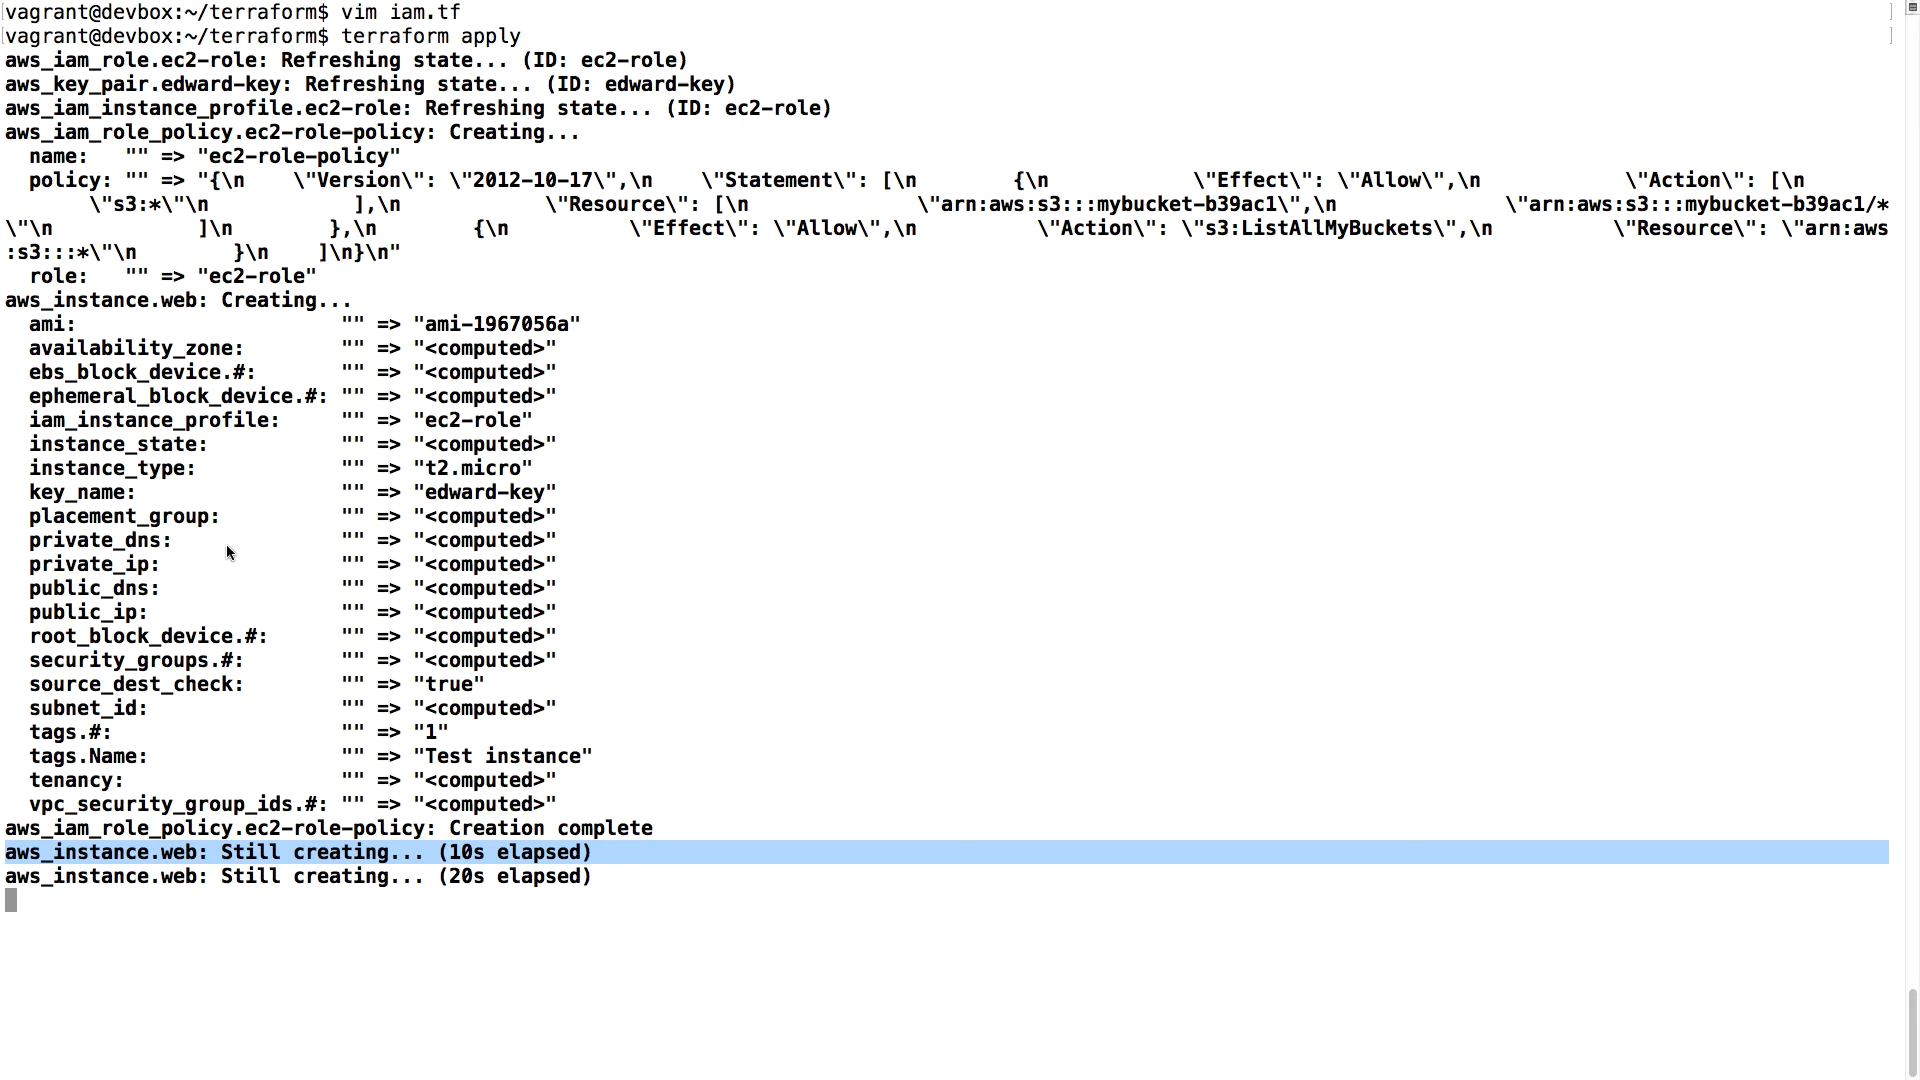 [vagrant@devbox:~/terraform$ vim iam.tf ]
[vagrant@devbox:~/terraform$ terraform apply ]
aws_iam_role.ec2-role: Refreshing state... (ID: ec2-role)
aws_key_pair.edward-key: Refreshing state... (ID: edward-key)
aws_iam_instance_profile.ec2-role: Refreshing state... (ID: ec2-role)
aws_iam_role_policy.ec2-role-policy: Creating...
  name:   "" => "ec2-role-policy"
  policy: "" => "{\n    \"Version\": \"2012-10-17\",\n    \"Statement\": [\n        {\n            \"Effect\": \"Allow\",\n            \"Action\": [\n
       \"s3:*\"\n            ],\n            \"Resource\": [\n              \"arn:aws:s3:::mybucket-b39ac1\",\n              \"arn:aws:s3:::mybucket-b39ac1/*
\"\n            ]\n        },\n        {\n          \"Effect\": \"Allow\",\n          \"Action\": \"s3:ListAllMyBuckets\",\n          \"Resource\": \"arn:aws
:s3:::*\"\n        }\n    ]\n}\n"
  role:   "" => "ec2-role"
aws_instance.web: Creating...
  ami:                      "" => "ami-1967056a"
  availability_zone:        "" => "<computed>"
  ebs_block_device.#:       "" => "<computed>"
  ephemeral_block_device.#: "" => "<computed>"
  iam_instance_profile:     "" => "ec2-role"
  instance_state:           "" => "<computed>"
  instance_type:            "" => "t2.micro"
  key_name:                 "" => "edward-key"
  placement_group:          "" => "<computed>"
  private_dns:              "" => "<computed>"
  private_ip:               "" => "<computed>"
  public_dns:               "" => "<computed>"
  public_ip:                "" => "<computed>"
  root_block_device.#:      "" => "<computed>"
  security_groups.#:        "" => "<computed>"
  source_dest_check:        "" => "true"
  subnet_id:                "" => "<computed>"
  tags.#:                   "" => "1"
  tags.Name:                "" => "Test instance"
  tenancy:                  "" => "<computed>"
  vpc_security_group_ids.#: "" => "<computed>"
aws_iam_role_policy.ec2-role-policy: Creation complete
aws_instance.web: Still creating... (10s elapsed)
aws_instance.web: Still creating... (20s elapsed)